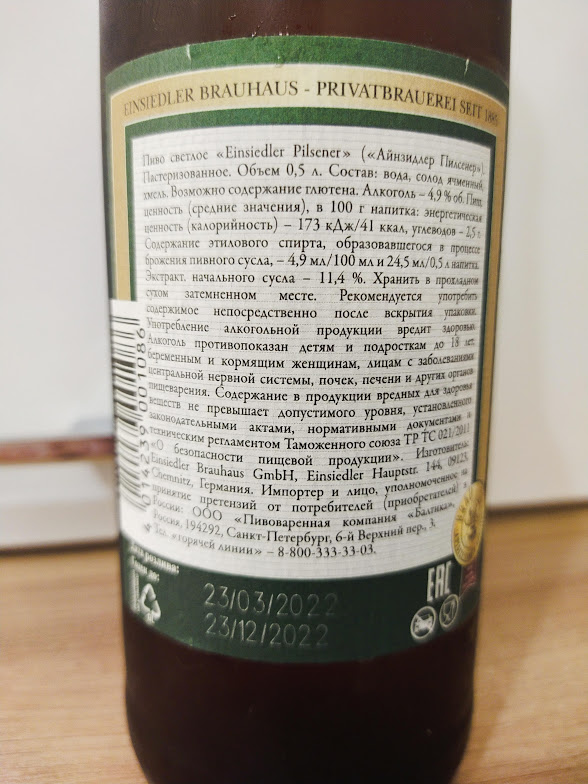 EINSIEDLER BRAUHAUS - PRIVATBRAUEREI SEIT 1885
Пиво светлое «Einsiedler Pilsener» («Айнзидлер Пилсенер»).
Пастеризованное. Объем 0,5 л. Состав: вода, солод ячменный,
хмель. Возможно содержание глютена. Алкоголь – 4,9 % об. Пищ.
ценность (средние значения), в 100 г напитка: энергетическая
ценность (калорийность) – 173 кДж/41 ккал, углеводов – 2,5 г.
Содержание этилового спирта, образовавшегося в процессе
брожения пивного сусла, – 4,9 мл/100 мл и 24,5 мл/0,5 л напитка.
Экстракт. начального сусла – 11,4 %. Хранить в прохладном
сухом затемненном месте. Рекомендуется употребить
содержимое непосредственно после вскрытия упаковки.
Употребление алкогольной продукции вредит здоровью.
Алкоголь противопоказан детям и подросткам до 18 лет,
беременным и кормящим женщинам, лицам с заболеваниями
центральной нервной системы, почек, печени и других органов
пищеварения. Содержание в продукции вредных для здоровья
веществ не превышает допустимого уровня, установленного
законодательными актами, нормативными документами и
техническим регламентом Таможенного союза ТР ТС 021/2011
«О безопасности пищевой продукции». Изготовитель:
Einsiedler Brauhaus GmbH, Einsiedler Hauptstr. 144, 09123,
Chemnitz, Германия. Импортер и лицо, уполномоченное на
принятие претензий от потребителей (приобретателей) в
России: ООО «Пивоваренная компания «Балтика»,
Россия, 194292, Санкт-Петербург, 6-й Верхний пер., 3.
Тел. «горячей линии» – 8-800-333-33-03.
розлива:
до:
23/03/2022
23/12/2022
EAC